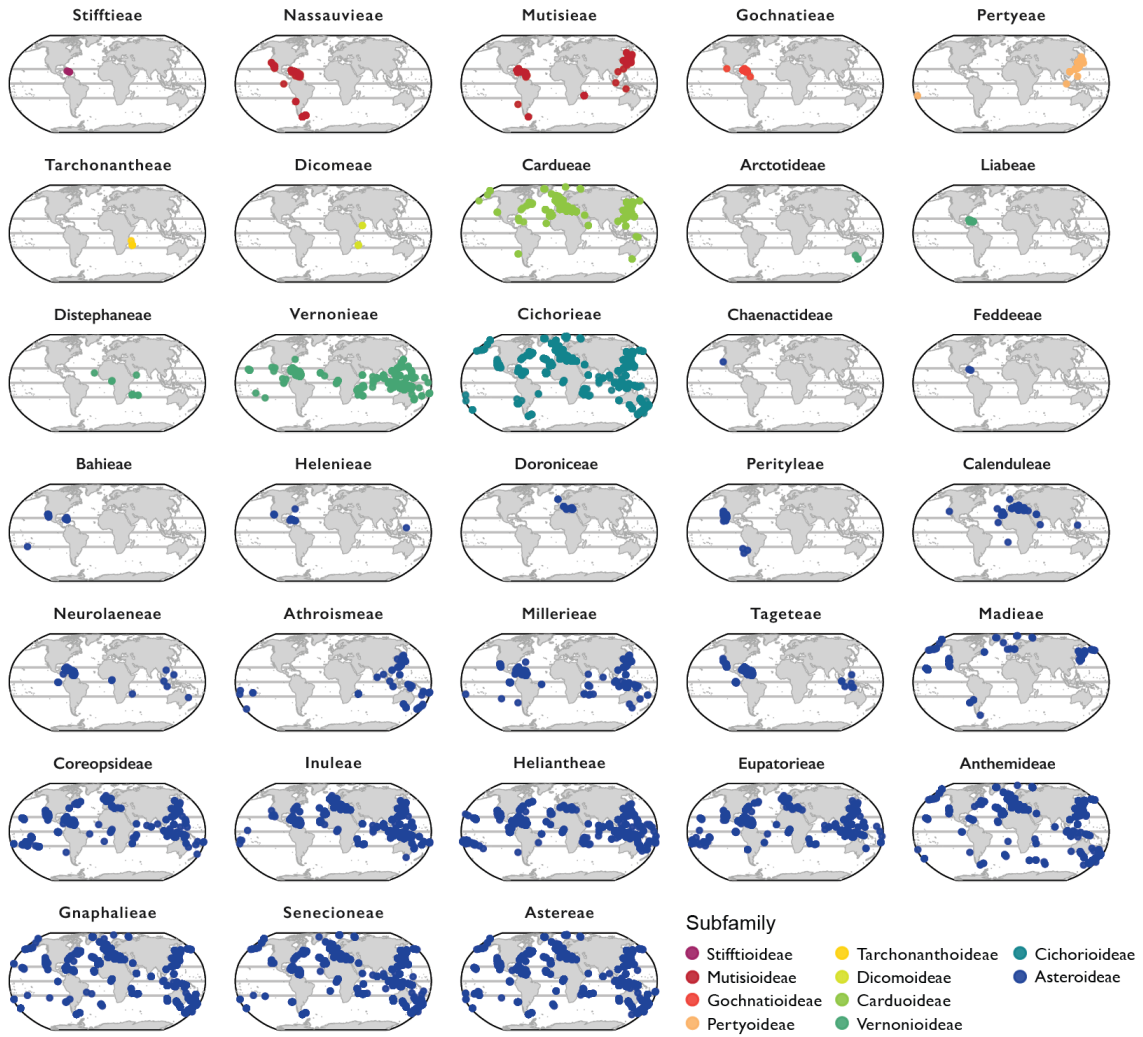 Stifftieae
Nassauvieae
Mutisieae
Gochnatieae
Pertyeae
Tarchonantheae
Dicomeae
Cardueae
Arctotideae
Liabeae
Distephaneae
Vernonieae
Cichorieae
Chaenactideae
Feddeeae
Bahieae
Helenieae
Doroniceae
Perityleae
Calenduleae
Neurolaeneae
Athroismeae
Millerieae
Tageteae
Madieae
Coreopsideae
Inuleae
Heliantheae
Eupatorieae
Anthemideae
Gnaphalieae
Senecioneae
Astereae
Subfamily
Stifftioideae
Mutisioideae
Gochnatioideae
Pertyoideae
Tarchonanthoideae
Dicomoideae
Carduoideae
Vernonioideae
Cichorioideae
Asteroideae